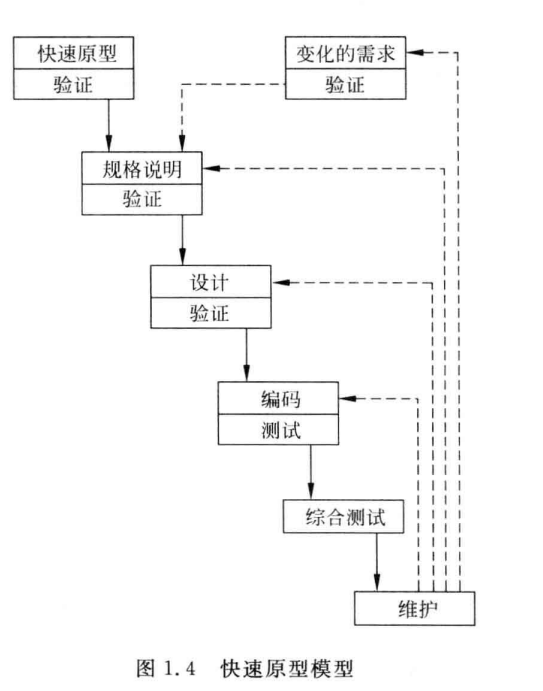 快速原型
验证
变化的需求
验证
规格说明
验证
设计
验证
编码
测试
综合测试
维护
图 1.4 快速原型模型